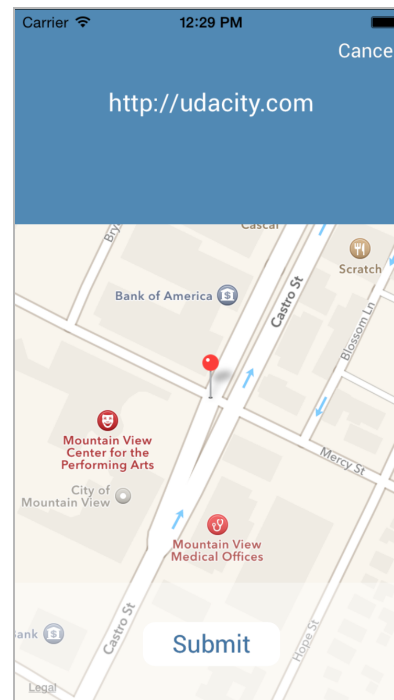 Carrier 12:29 PM
Cance
http://udacity.com
Cascal
Bry
Scratch
Bank of America
Castro St
Blossom Ln
Mountain View
Center for the
Performing Arts
Mercy St
City of
Mountain View
Mountain View
Medical Offices
Castro St
Hope St
ank
Submit
Legal